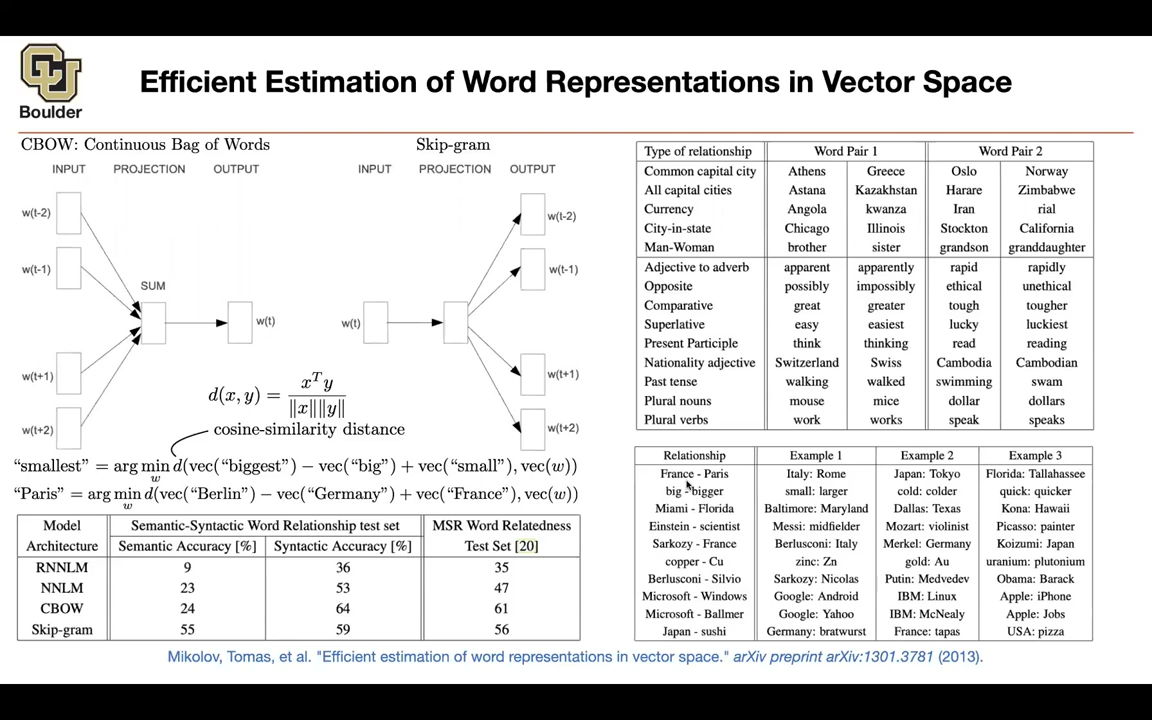 Boulder
Efficient Estimation of Word Representations in Vector Space
CBOW: Continuous Bag of Words
INPUT PROJECTION OUTPUT
w(t-2)
w(t-1)
SUM
w(t)
w(t+1)
w(t+2)
Skip-gram
INPUT PROJECTION OUTPUT
w(t-2)
w(t-1)
w(t)
w(t+1)
w(t+2)
d(x, y) = x^T y / ‖x‖‖y‖
cosine-similarity distance
“smallest” = arg min_w d(vec(“biggest”) − vec(“big”) + vec(“small”), vec(w))
“Paris” = arg min_w d(vec(“Berlin”) − vec(“Germany”) + vec(“France”), vec(w))
Model Semantic-Syntactic Word Relationship test set MSR Word Relatedness
Architecture Semantic Accuracy [%] Syntactic Accuracy [%] Test Set [20]
RNNLM 9 36 35
NNLM 23 53 47
CBOW 24 64 61
Skip-gram 55 59 56
Type of relationship Word Pair 1 Word Pair 2
Common capital city Athens Greece Oslo Norway
All capital cities Astana Kazakhstan Harare Zimbabwe
Currency Angola kwanza Iran rial
City-in-state Chicago Illinois Stockton California
Man-Woman brother sister grandson granddaughter
Adjective to adverb apparent apparently rapid rapidly
Opposite possibly impossibly ethical unethical
Comparative great greater tough tougher
Superlative easy easiest lucky luckiest
Present Participle think thinking read reading
Nationality adjective Switzerland Swiss Cambodia Cambodian
Past tense walking walked swimming swam
Plural nouns mouse mice dollar dollars
Plural verbs work works speak speaks
Relationship Example 1 Example 2 Example 3
France - Paris Italy: Rome Japan: Tokyo Florida: Tallahassee
big - bigger small: larger cold: colder quick: quicker
Miami - Florida Baltimore: Maryland Dallas: Texas Kona: Hawaii
Einstein - scientist Messi: midfielder Mozart: violinist Picasso: painter
Sarkozy - France Berlusconi: Italy Merkel: Germany Koizumi: Japan
copper - Cu zinc: Zn gold: Au uranium: plutonium
Berlusconi - Silvio Sarkozy: Nicolas Putin: Medvedev Obama: Barack
Microsoft - Windows Google: Android IBM: Linux Apple: iPhone
Microsoft - Ballmer Google: Yahoo IBM: McNealy Apple: Jobs
Japan - sushi Germany: bratwurst France: tapas USA: pizza
Mikolov, Tomas, et al. "Efficient estimation of word representations in vector space." arXiv preprint arXiv:1301.3781 (2013).